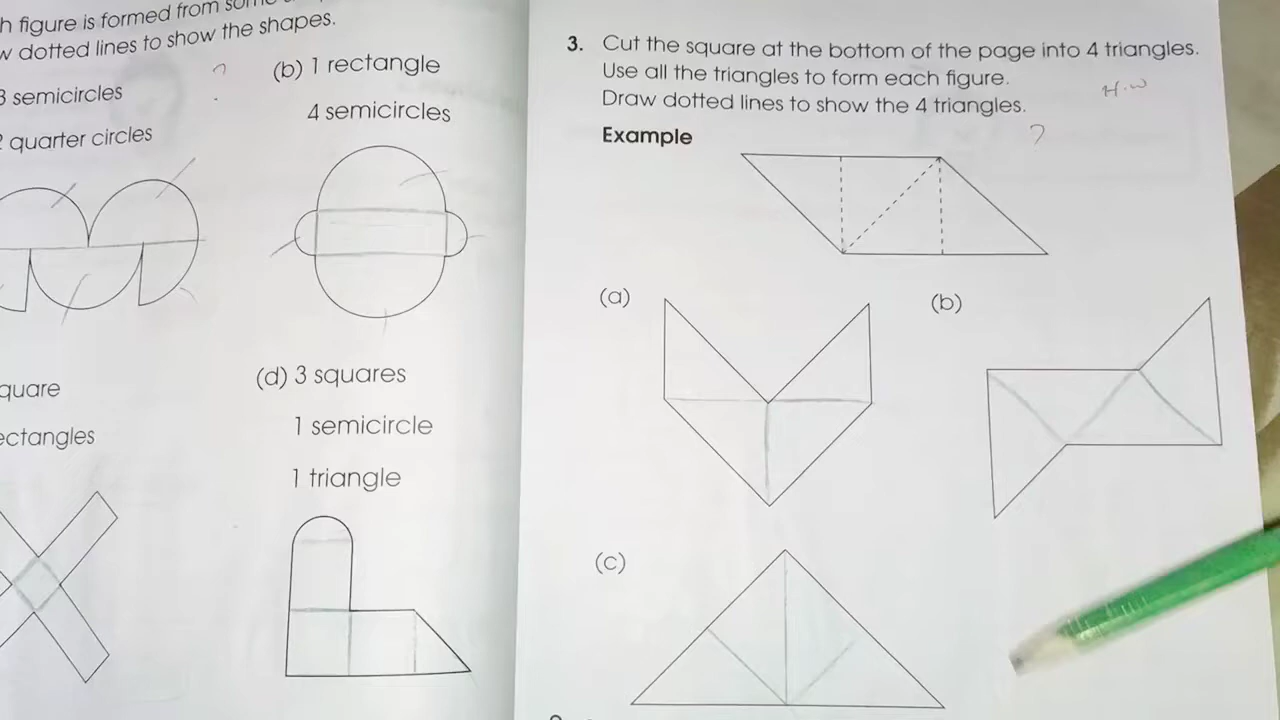 h figure is formed from
w dotted lines to show the shapes.
3 semicircles
2 quarter circles
(b) 1 rectangle
4 semicircles
quare
ectangles
(d) 3 squares
1 semicircle
1 triangle
3. Cut the square at the bottom of the page into 4 triangles.
Use all the triangles to form each figure.
Draw dotted lines to show the 4 triangles.
H.W
?
Example
(a)
(b)
(c)